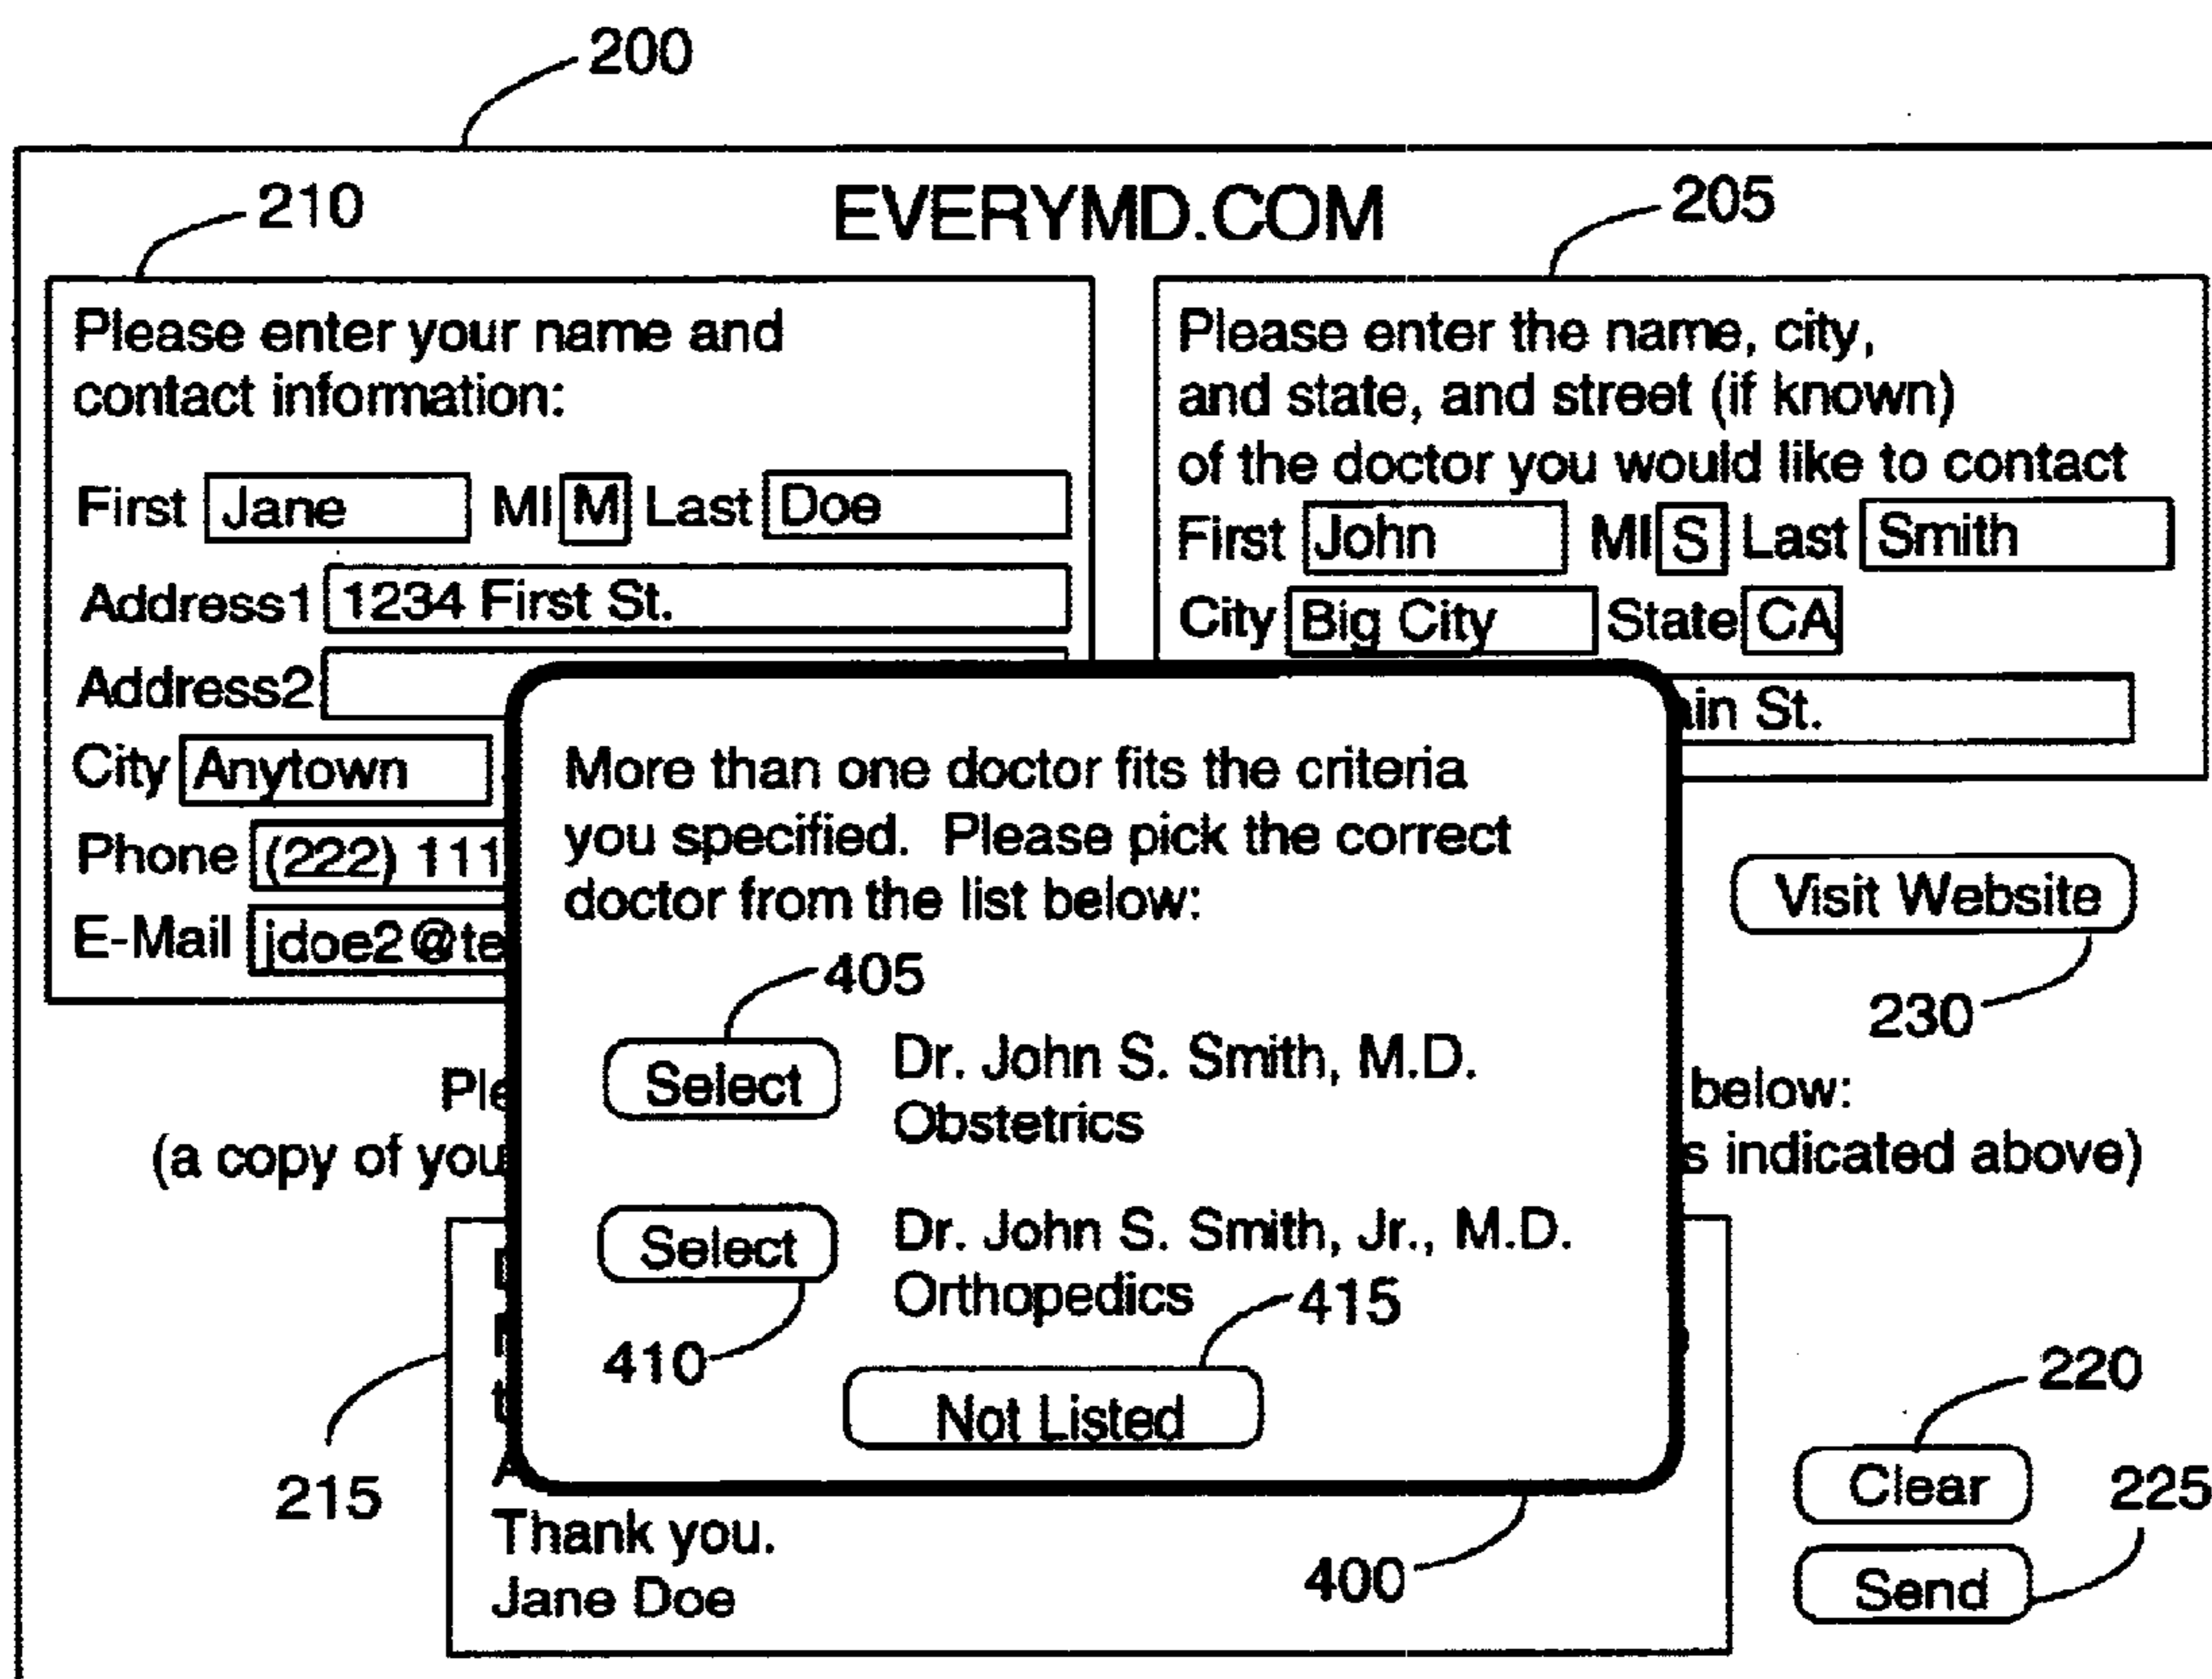 200
EVERYMD.COM
210
205
Please enter your name and
contact information:
First Jane MI M Last Doe
Address1 1234 First St.
Address2
City Anytown
Phone (222) 111
E-Mail jdoe2@te
Please enter the name, city,
and state, and street (if known)
of the doctor you would like to contact
First John MI S Last Smith
City Big City State CA
St.
More than one doctor fits the criteria
you specified. Please pick the correct
doctor from the list below:
405
Select Dr. John S. Smith, M.D.
Obstetrics
Select Dr. John S. Smith, Jr., M.D.
Orthopedics
410
415
Not Listed
400
Visit Website
230
below:
(a copy of
indicated above)
215
Thank you.
Jane Doe
220
Clear
225
Send